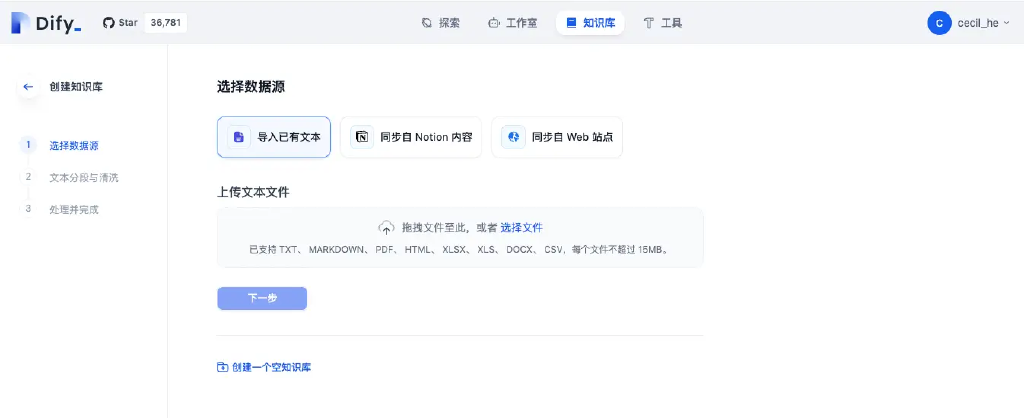 Dify_
Star 36,781
探索
工作室
知识库
工具
C cecil_he
创建知识库
1 选择数据源
2 文本分段与清洗
3 处理并完成
选择数据源
导入已有文本
同步自 Notion 内容
同步自 Web 站点
上传文本文件
拖拽文件至此，或者 选择文件
已支持 TXT、 MARKDOWN、 PDF、 HTML、 XLSX、 XLS、 DOCX、 CSV，每个文件不超过 15MB。
下一步
创建一个空知识库